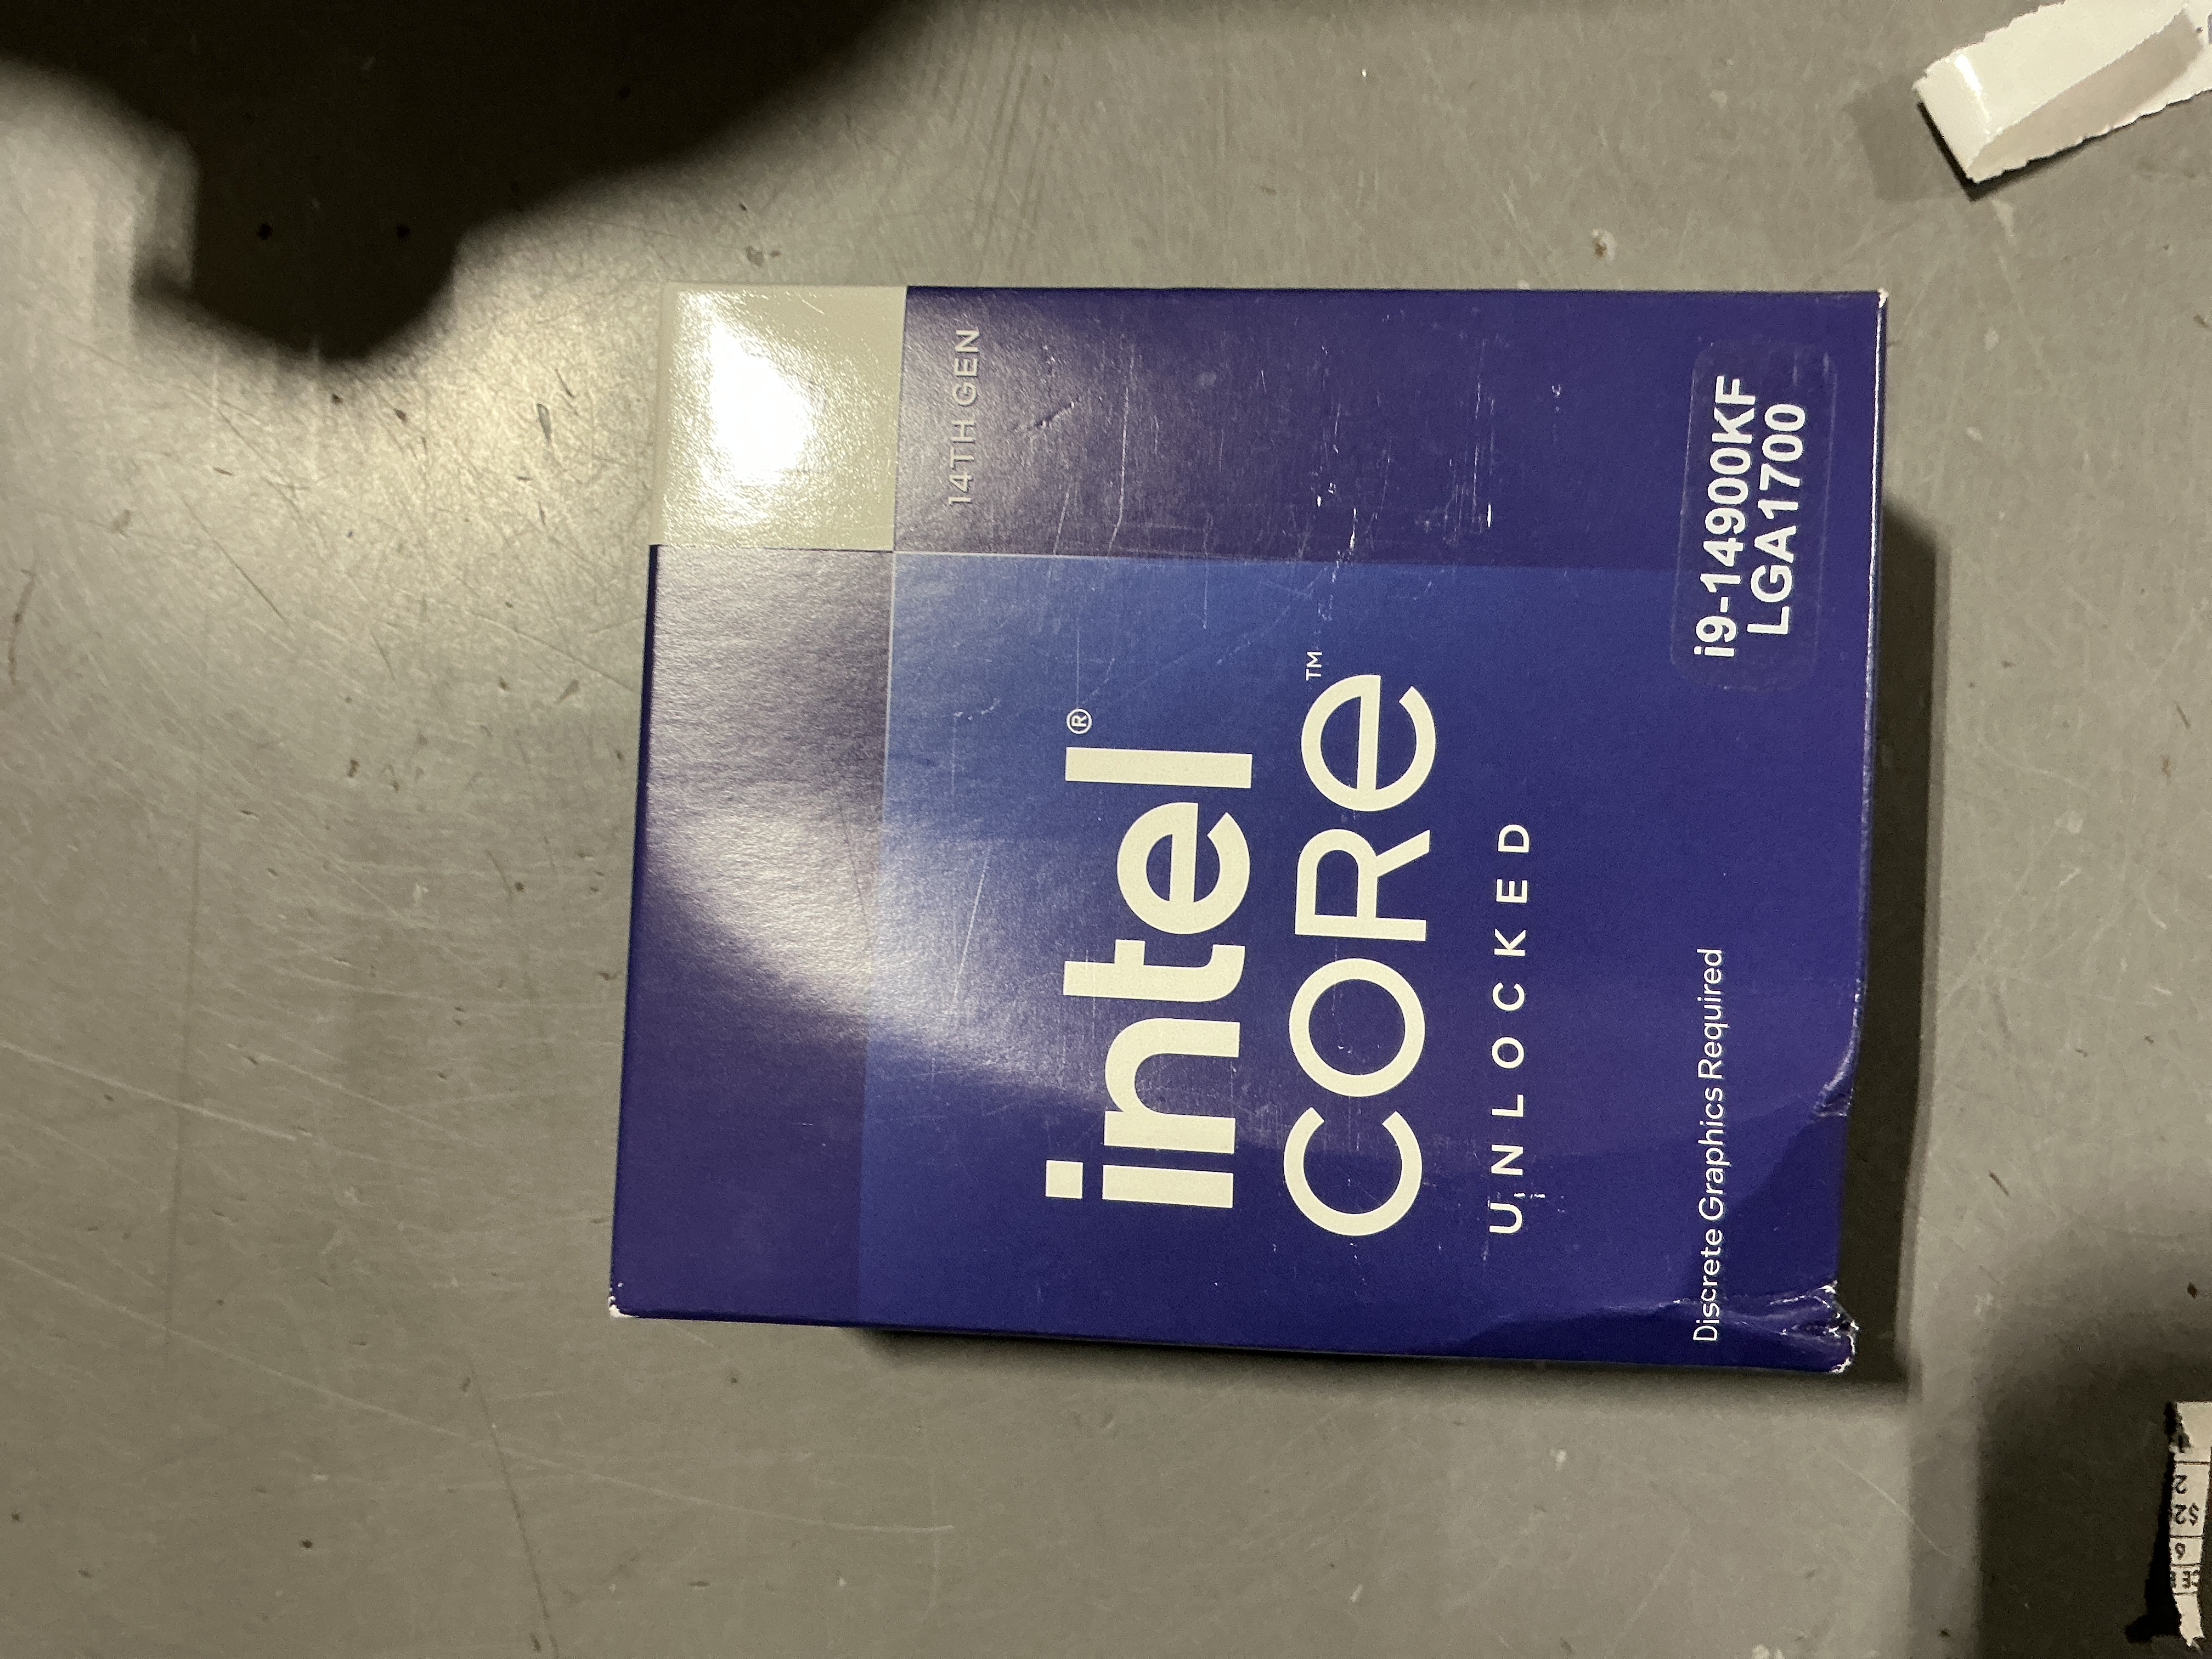 14TH GEN
intel®
CORE™
UNLOCKED
Discrete Graphics Required
i9-14900KF
LGA1700